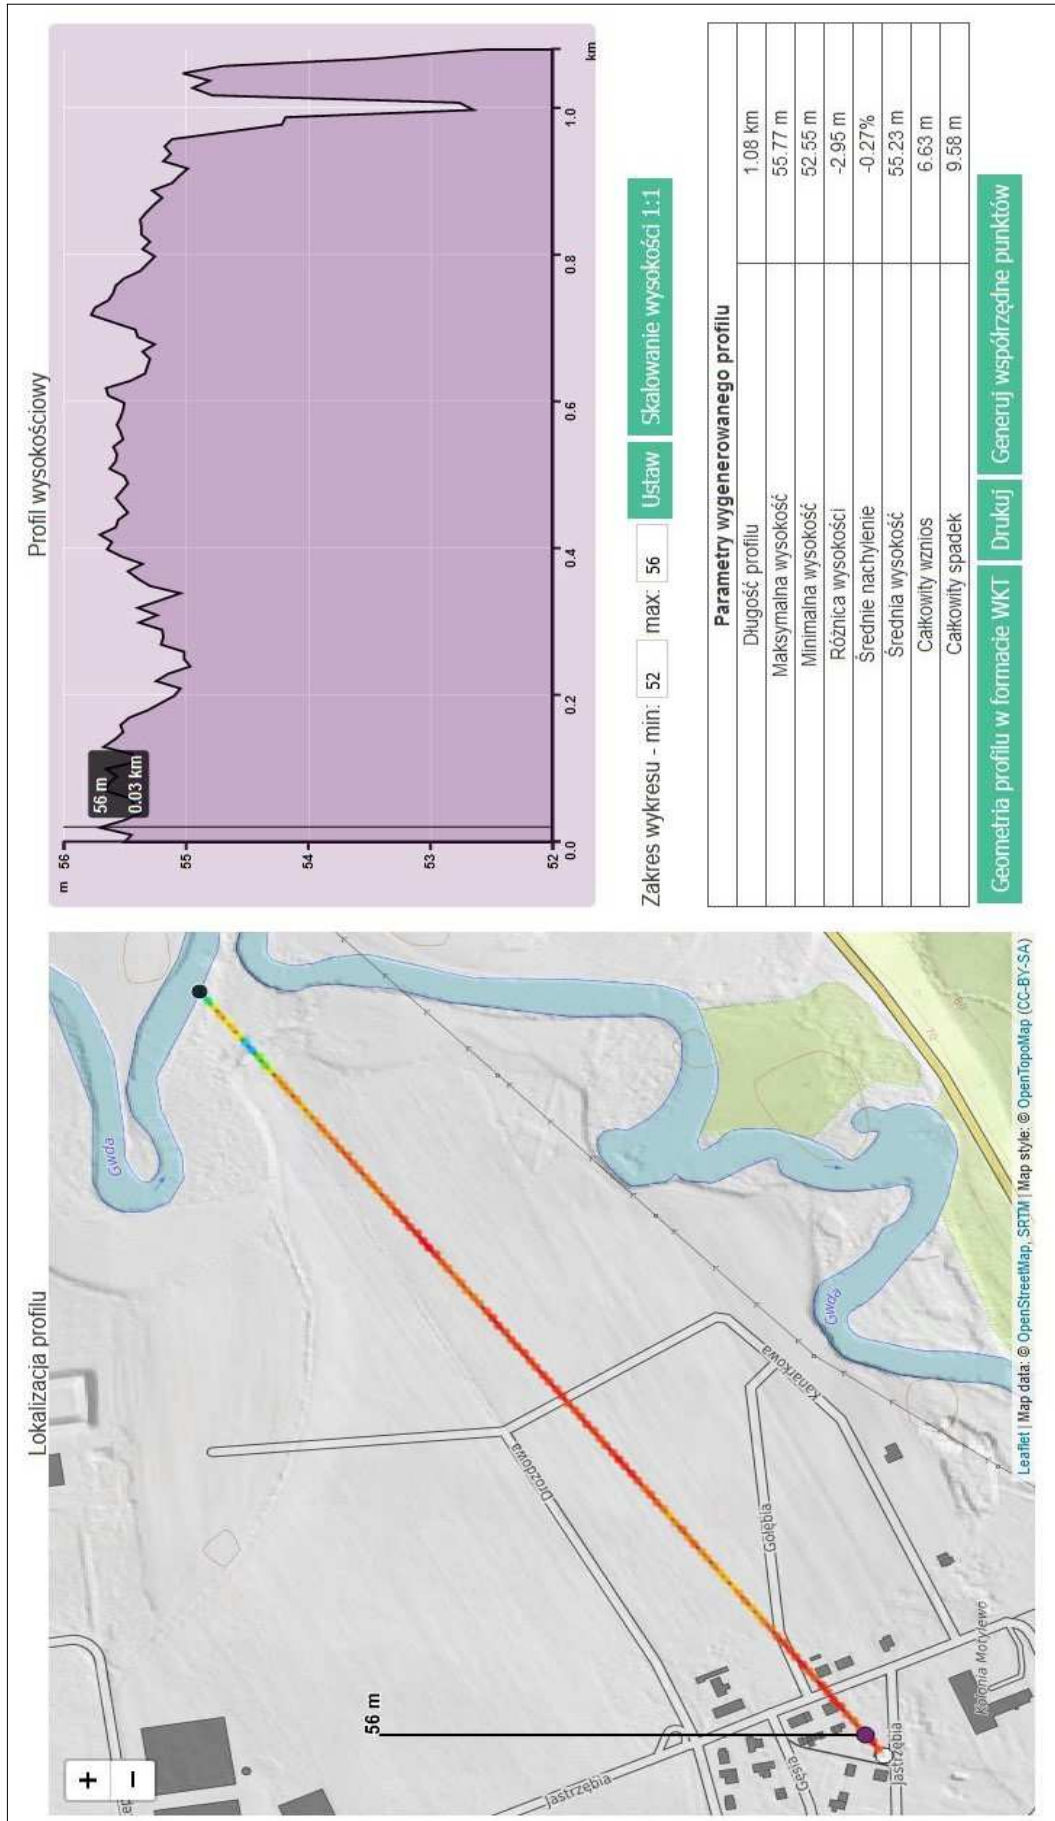 Lokalizacja profilu
+
−
Gwda
Gwda
Drozdowa
Kanarkowa
Gołębia
56 m
Jastrzębia
Gęsia
Jastrzębia
Kolonia Motylewo
70
Leaflet | Map data: © OpenStreetMap, SRTM | Map style: © OpenTopoMap (CC-BY-SA)
Profil wysokościowy
m
56
55
54
53
52
56 m
0.03 km
0.0
0.2
0.4
0.6
0.8
1.0
km
Zakres wykresu - min: 52 max: 56 Ustaw Skalowanie wysokości 1:1
Parametry wygenerowanego profilu
Długość profilu 1.08 km
Maksymalna wysokość 55.77 m
Minimalna wysokość 52.55 m
Różnica wysokości -2.95 m
Średnie nachylenie -0.27%
Średnia wysokość 55.23 m
Całkowity wznios 6.63 m
Całkowity spadek 9.58 m
Geometria profilu w formacie WKT Drukuj Generuj współrzędne punktów